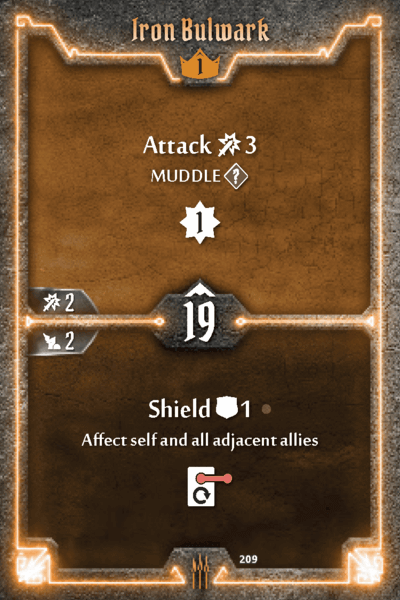 Iron Bulwark
1
Attack 3
MUDDLE ?
1
2
19
2
Shield 1
Affect self and all adjacent allies
209